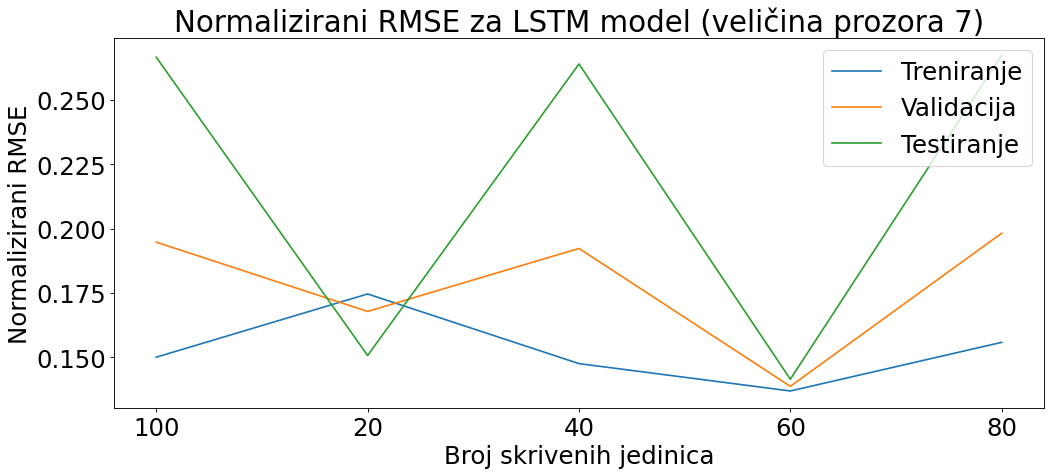 Normalizirani RMSE za LSTM model (veličina prozora 7)
Normalizirani RMSE
0.250
0.225
0.200
0.175
0.150
Treniranje
Validacija
Testiranje
100 20 40 60 80
Broj skrivenih jedinica